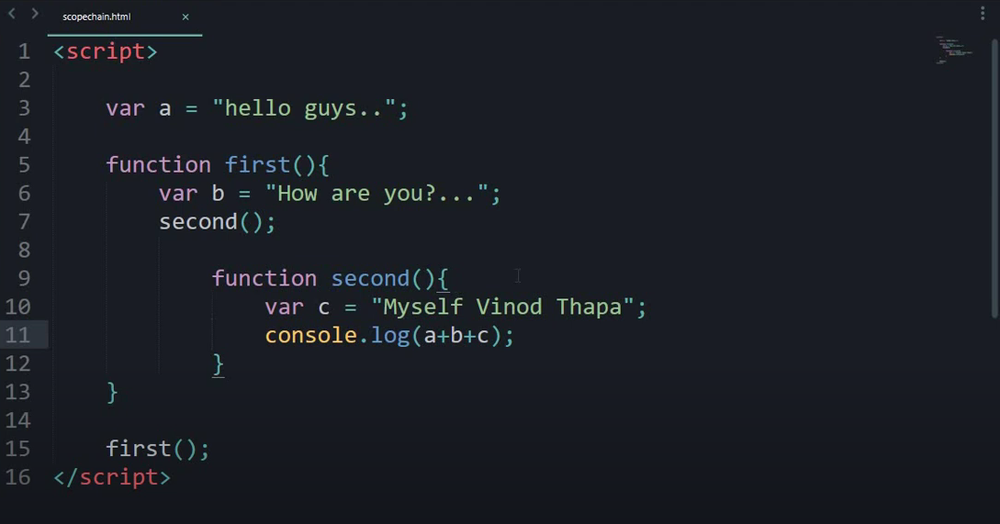 scopechain.html ×
1 <script>
2
3 var a = "hello guys..";
4
5 function first(){
6 var b = "How are you?...";
7 second();
8
9 function second(){
10 var c = "Myself Vinod Thapa";
11 console.log(a+b+c);
12 }
13 }
14
15 first();
16 </script>